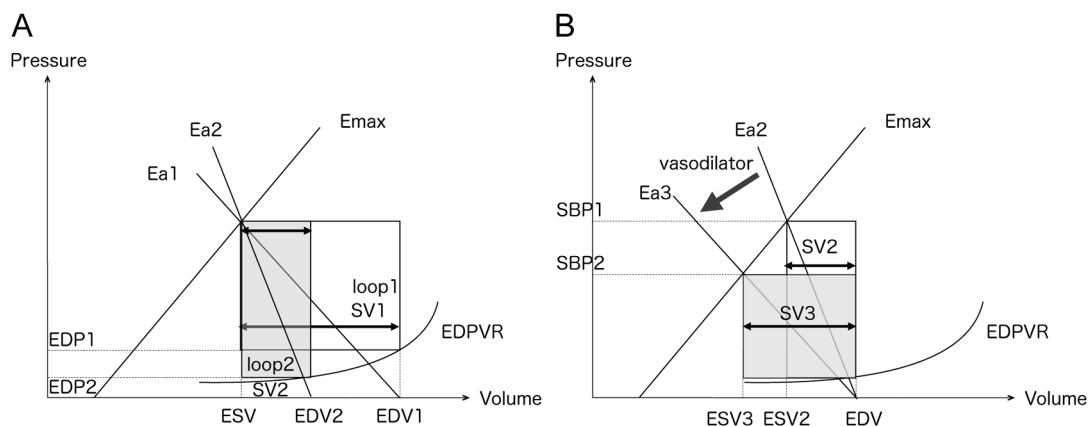 A
Pressure
Ea2
Emax
Ea1
loop1
SV1
EDP1
EDPVR
loop2
EDP2
SV2
Volume
ESV
EDV2
EDV1
B
Pressure
Ea2
Emax
vasodilator
Ea3
SBP1
SV2
SBP2
SV3
EDPVR
Volume
ESV3
ESV2
EDV